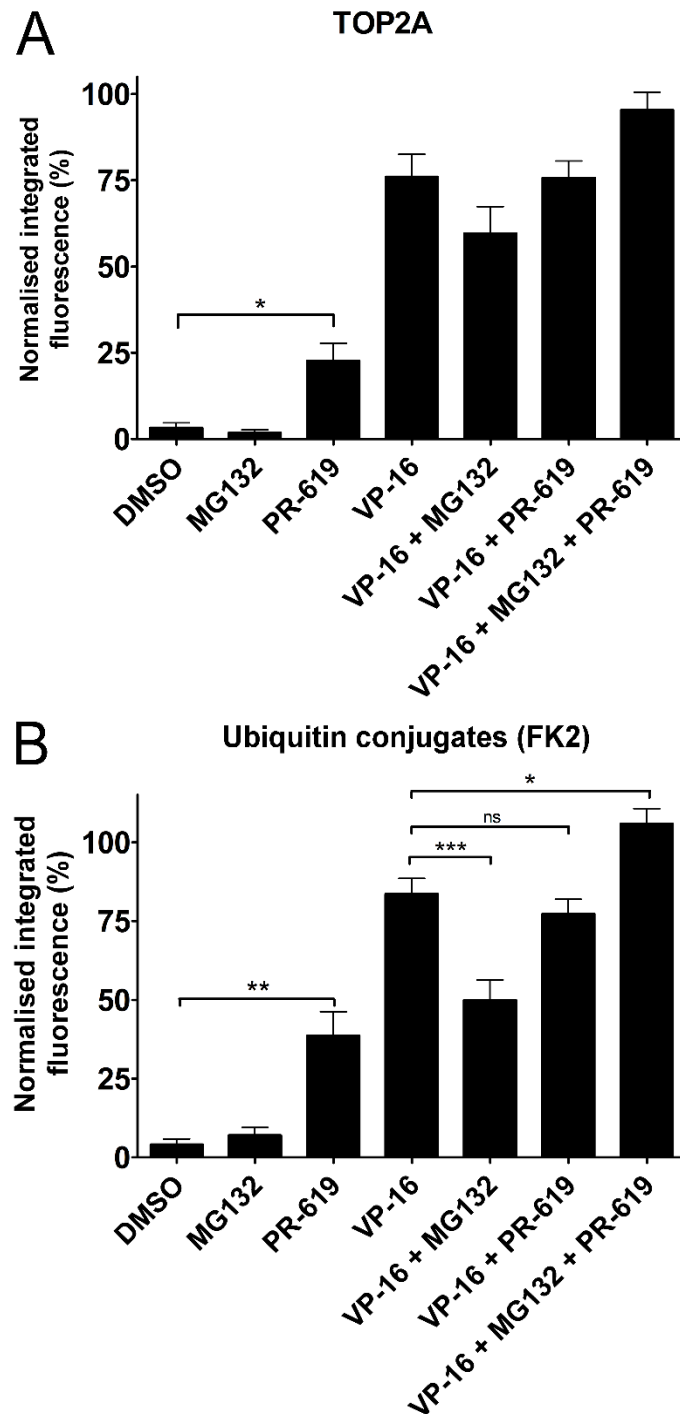 A
TOP2A
Normalised integrated
fluorescence (%)
100
75
50
25
0
*
DMSO
MG132
PR-619
VP-16
VP-16 + MG132
VP-16 + PR-619
VP-16 + MG132 + PR-619
B
Ubiquitin conjugates (FK2)
Normalised integrated
fluorescence (%)
100
75
50
25
0
*
ns
***
**
DMSO
MG132
PR-619
VP-16
VP-16 + MG132
VP-16 + PR-619
VP-16 + MG132 + PR-619